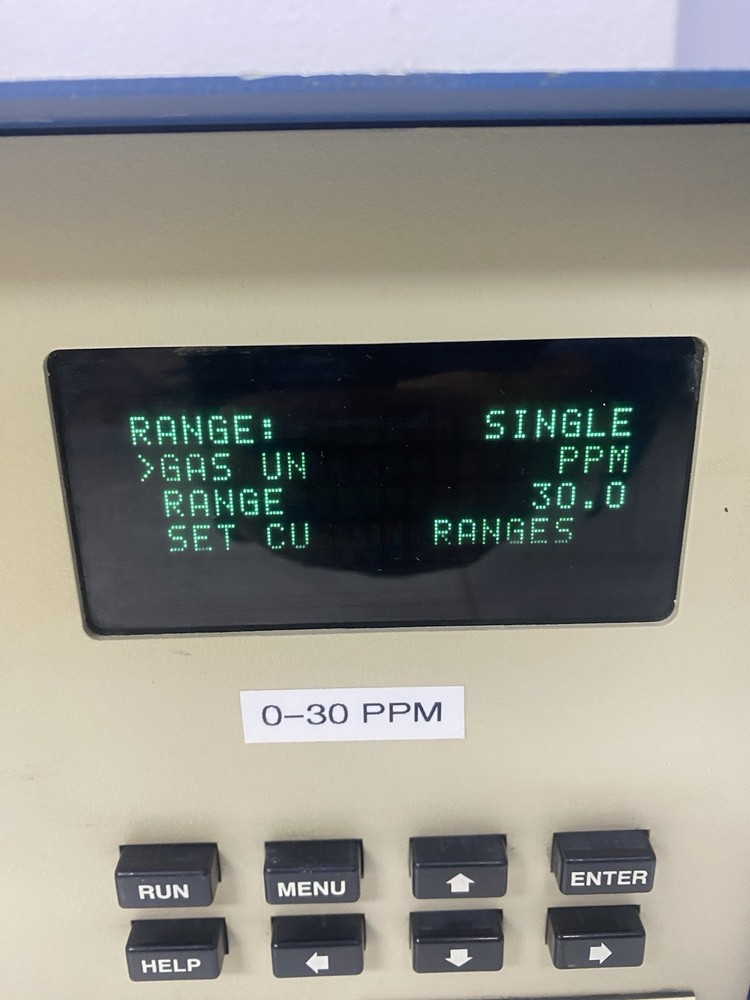 RANGE: SINGLE
>GAS UN PPM
RANGE 30.0
SET CU RANGES
0-30 PPM
RUN MENU ENTER
HELP